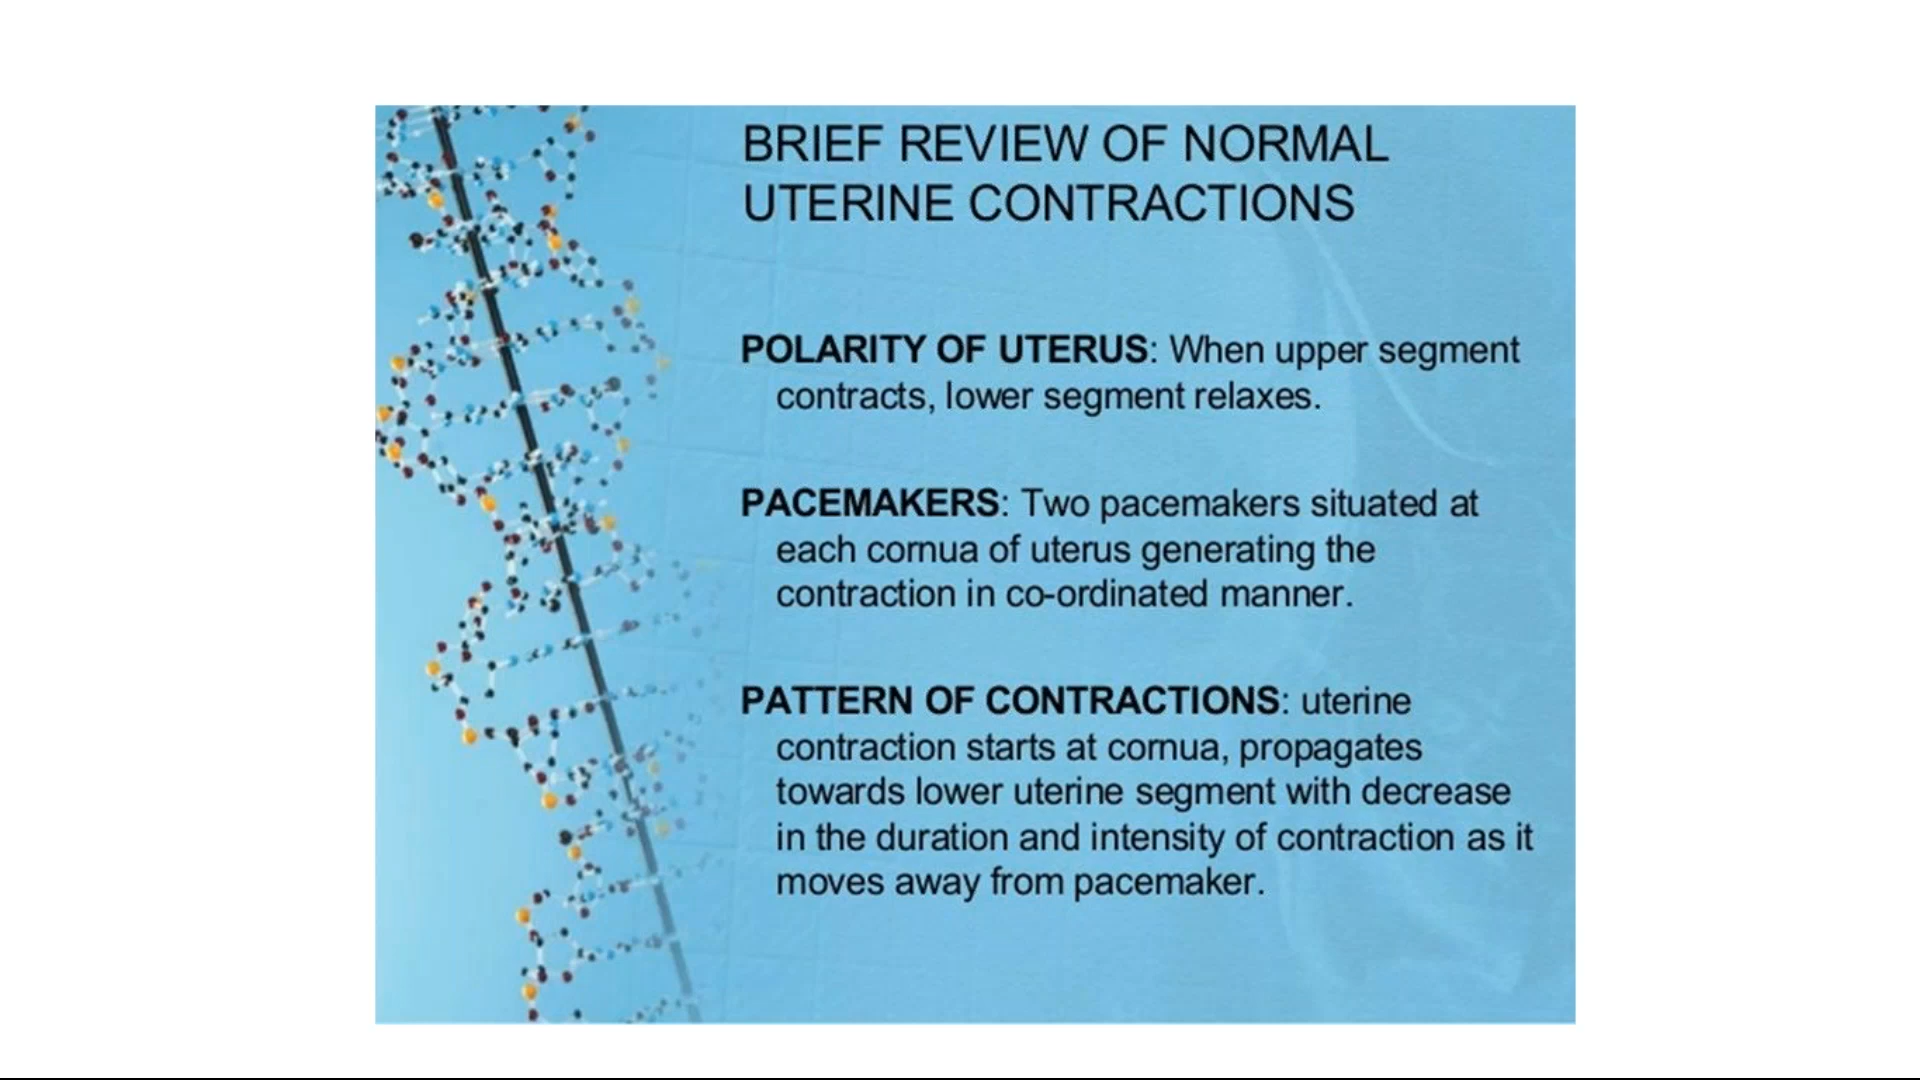 BRIEF REVIEW OF NORMAL
UTERINE CONTRACTIONS
POLARITY OF UTERUS: When upper segment
contracts, lower segment relaxes.
PACEMAKERS: Two pacemakers situated at
each cornua of uterus generating the
contraction in co-ordinated manner.
PATTERN OF CONTRACTIONS: uterine
contraction starts at cornua, propagates
towards lower uterine segment with decrease
in the duration and intensity of contraction as it
moves away from pacemaker.